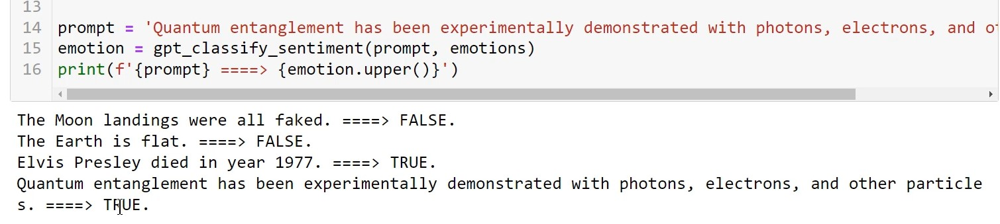 13
14 prompt = 'Quantum entanglement has been experimentally demonstrated with photons, electrons, and
15 emotion = gpt_classify_sentiment(prompt, emotions)
16 print(f'{prompt} ====> {emotion.upper()}')
The Moon landings were all faked. ====> FALSE.
The Earth is flat. ====> FALSE.
Elvis Presley died in year 1977. ====> TRUE.
Quantum entanglement has been experimentally demonstrated with photons, electrons, and other particle
s. ====> TRUE.